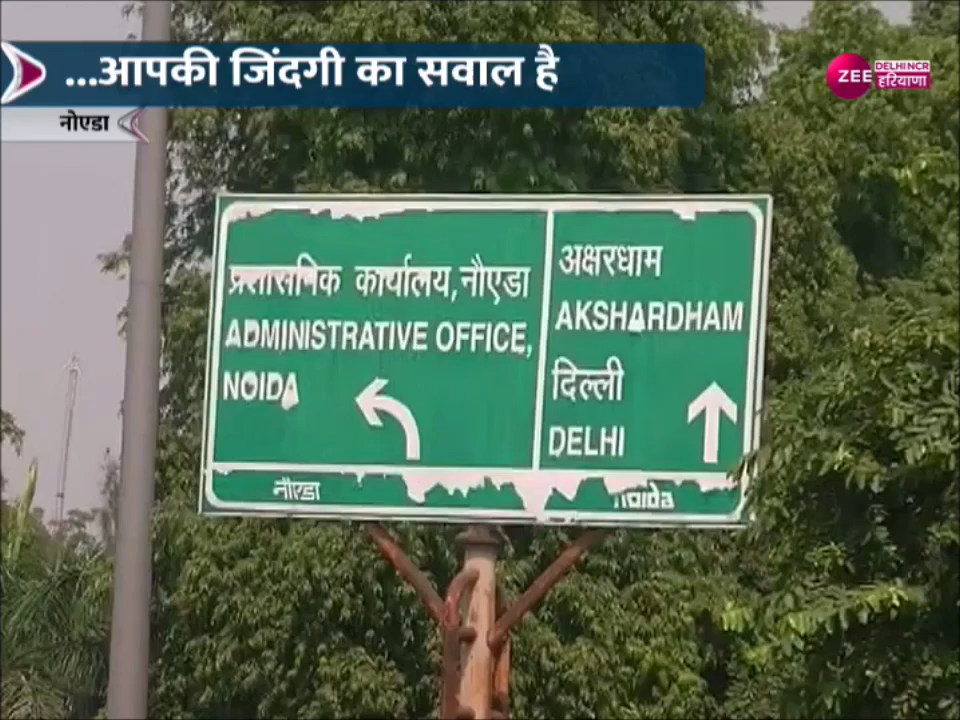 ...आपकी जिंदगी का सवाल है
ZEE DELHI NCR हरियाणा
नोएडा
प्रशासनिक कार्यालय, नौएडा
ADMINISTRATIVE OFFICE,
NOIDA
अक्षरधाम
AKSHARDHAM
दिल्ली
DELHI
नौएडा
noida